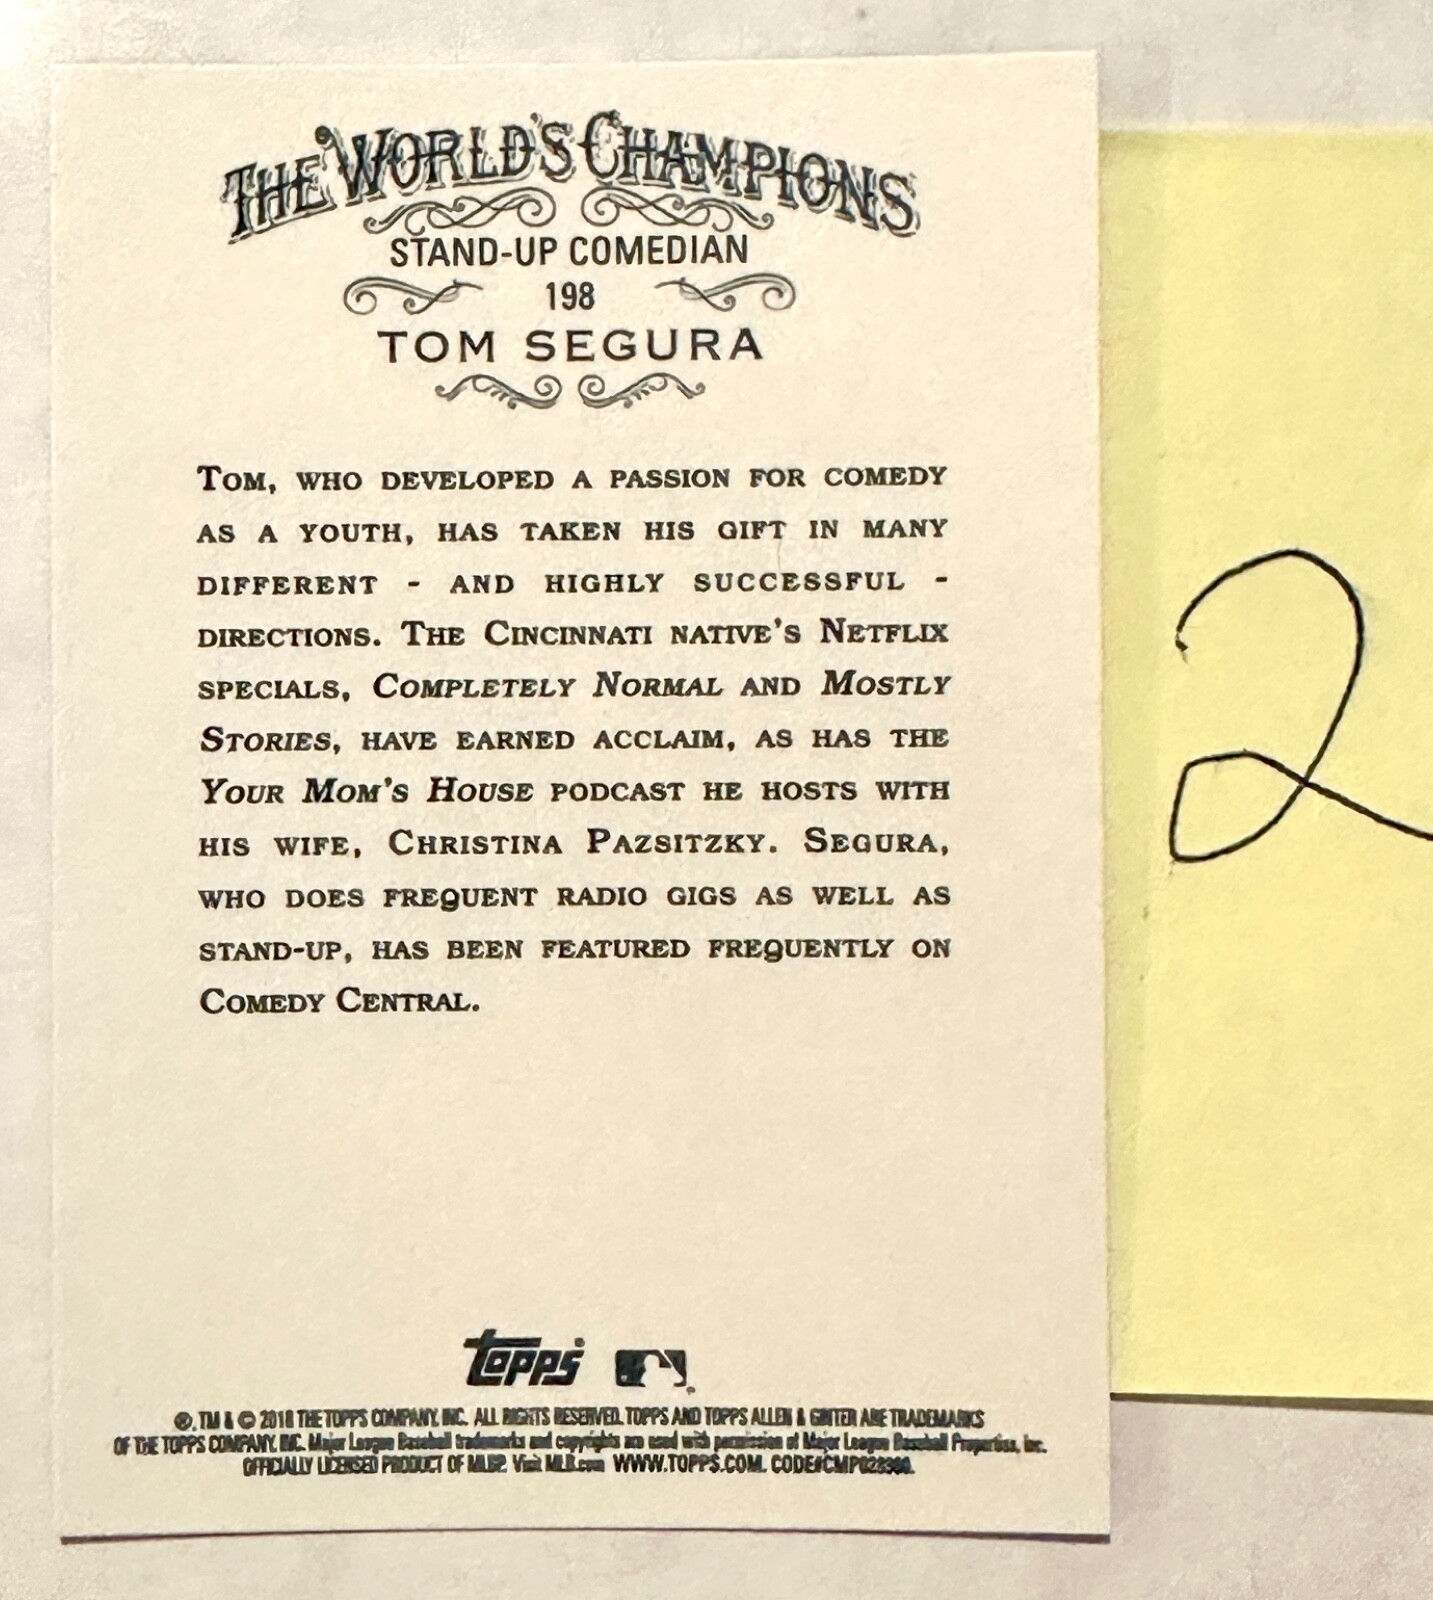 THE WORLD'S CHAMPIONS
STAND-UP COMEDIAN
198
TOM SEGURA
TOM, WHO DEVELOPED A PASSION FOR COMEDY
AS A YOUTH, HAS TAKEN HIS GIFT IN MANY
DIFFERENT - AND HIGHLY SUCCESSFUL -
DIRECTIONS. THE CINCINNATI NATIVE'S NETFLIX
SPECIALS, COMPLETELY NORMAL AND MOSTLY
STORIES, HAVE EARNED ACCLAIM, AS HAS THE
YOUR MOM'S HOUSE PODCAST HE HOSTS WITH
HIS WIFE, CHRISTINA PAZSITZKY. SEGURA,
WHO DOES FREQUENT RADIO GIGS AS WELL AS
STAND-UP, HAS BEEN FEATURED FREQUENTLY ON
COMEDY CENTRAL.
Topps
®, TM & © 2018 THE TOPPS COMPANY, INC. ALL RIGHTS RESERVED. TOPPS AND TOPPS ALLEN & GINTER ARE TRADEMARKS
OF THE TOPPS COMPANY, INC. Major League Baseball trademarks and copyrights are used with permission of Major League Baseball Properties, Inc.
OFFICIALLY LICENSED PRODUCT OF MLBP. Visit MLB.com WWW.TOPPS.COM.
2